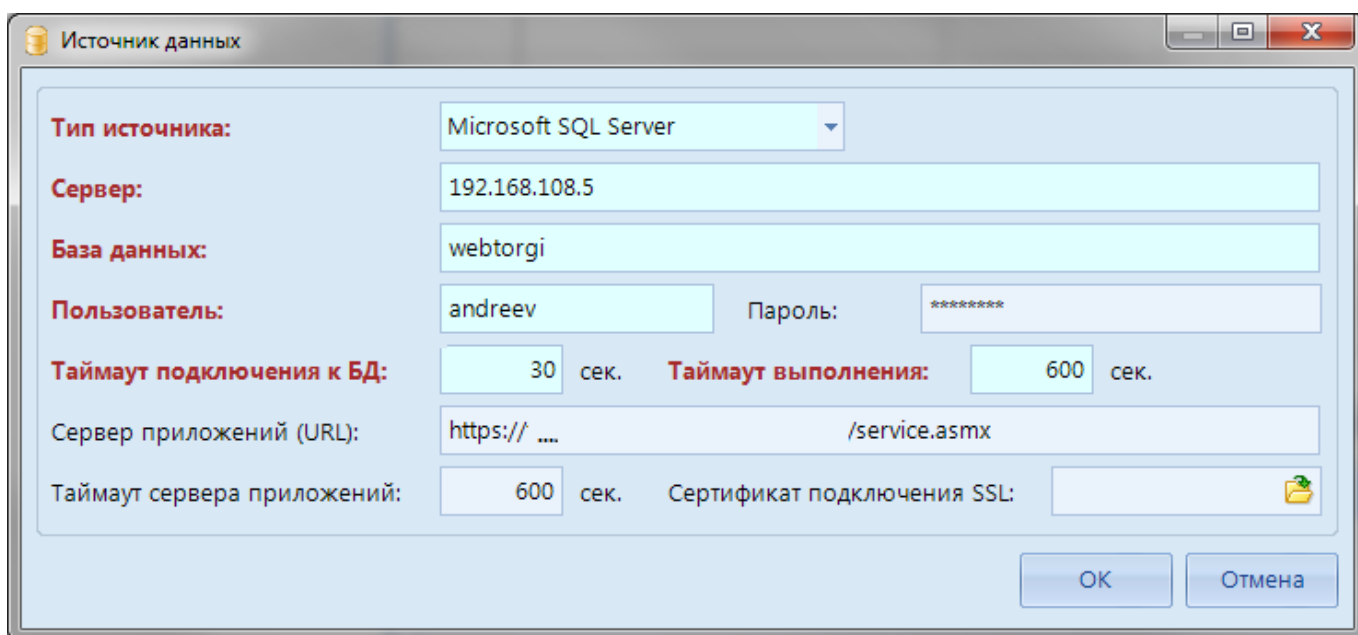 Источник данных
Тип источника: Microsoft SQL Server
Сервер: 192.168.108.5
База данных: webtorgi
Пользователь: andreev Пароль: ********
Таймаут подключения к БД: 30 сек. Таймаут выполнения: 600 сек.
Сервер приложений (URL): https:// .... /service.asmx
Таймаут сервера приложений: 600 сек. Сертификат подключения SSL:
ОК Отмена